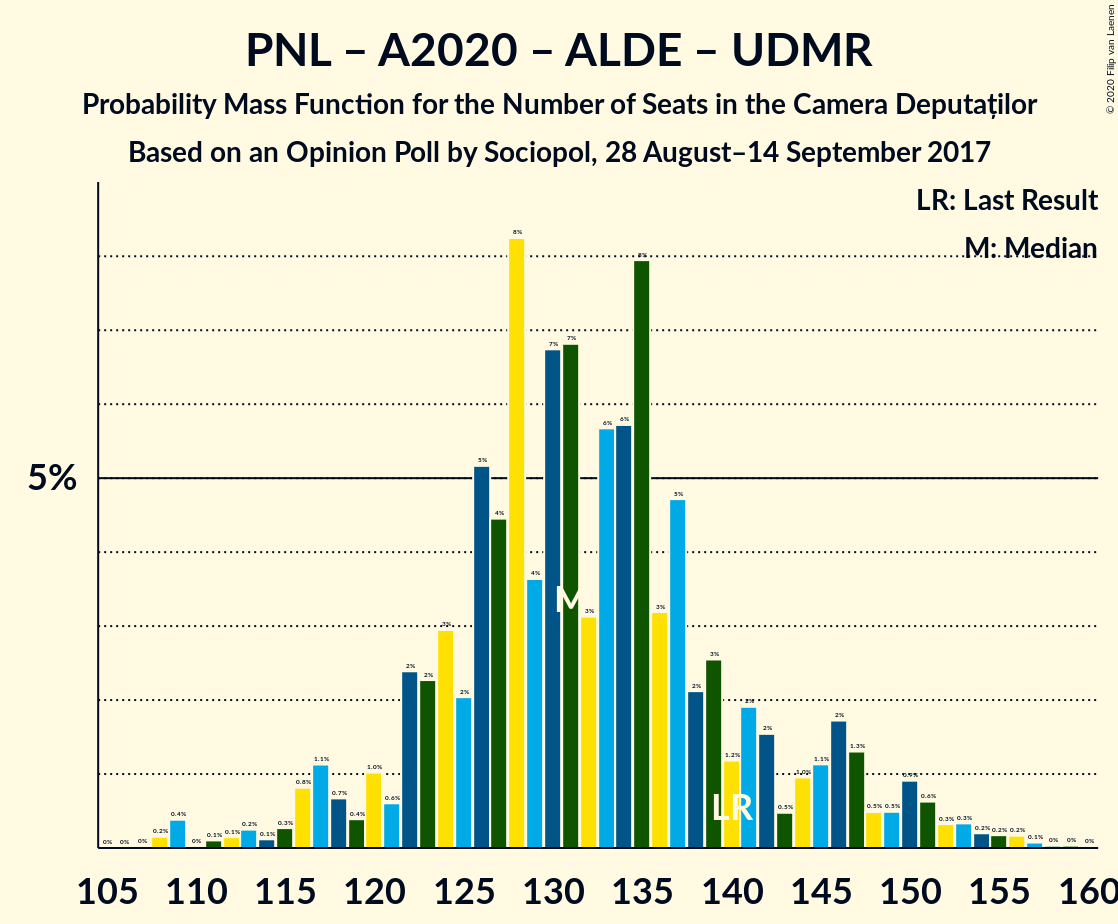 PNL – A2020 – ALDE – UDMR
Probability Mass Function for the Number of Seats in the Camera Deputaților
Based on an Opinion Poll by Sociopol, 28 August–14 September 2017
© 2020 Filip van Laenen
LR: Last Result
M: Median
5%
0% 0% 0% 0.2% 0.4% 0% 0.1% 0.1% 0.2% 0.1% 0.3% 0.8% 1.1% 0.7% 0.4% 1.0% 0.6% 2% 2% 3% 2% 5% 4% 8% 4% 7% 7% 3% 6% 6% 8% 3% 5% 2% 3% 1.2% 2% 2% 0.5% 1.0% 1.1% 2% 1.3% 0.5% 0.5% 0.9% 0.6% 0.3% 0.3% 0.2% 0.2% 0.2% 0.1% 0% 0% 0%
M
LR
105 110 115 120 125 130 135 140 145 150 155 160